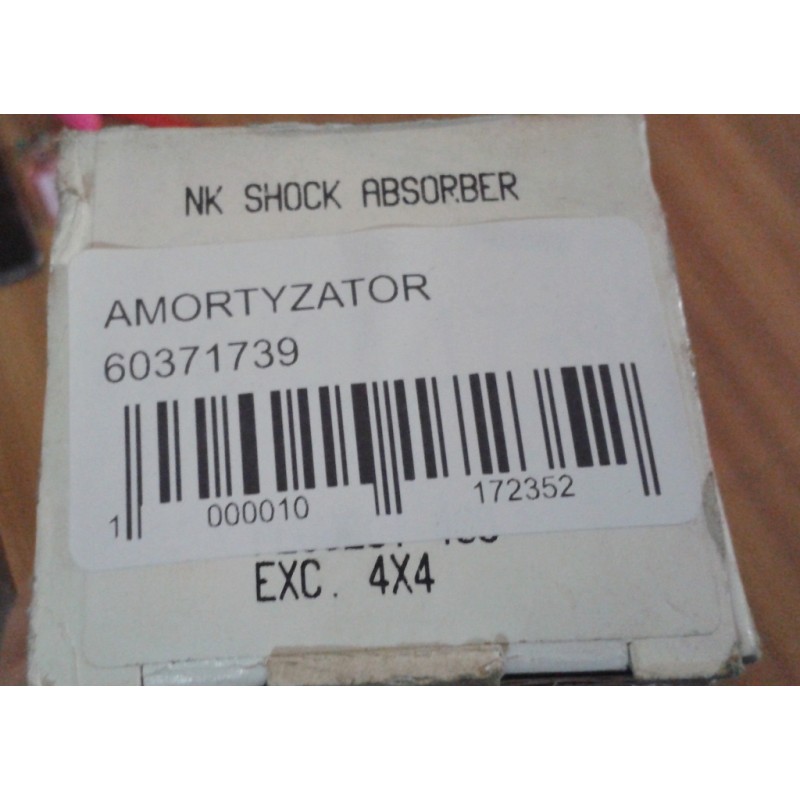 NK SHOCK ABSORBER
AMORTYZATOR
60371739
1 000010 172352
EXC. 4X4